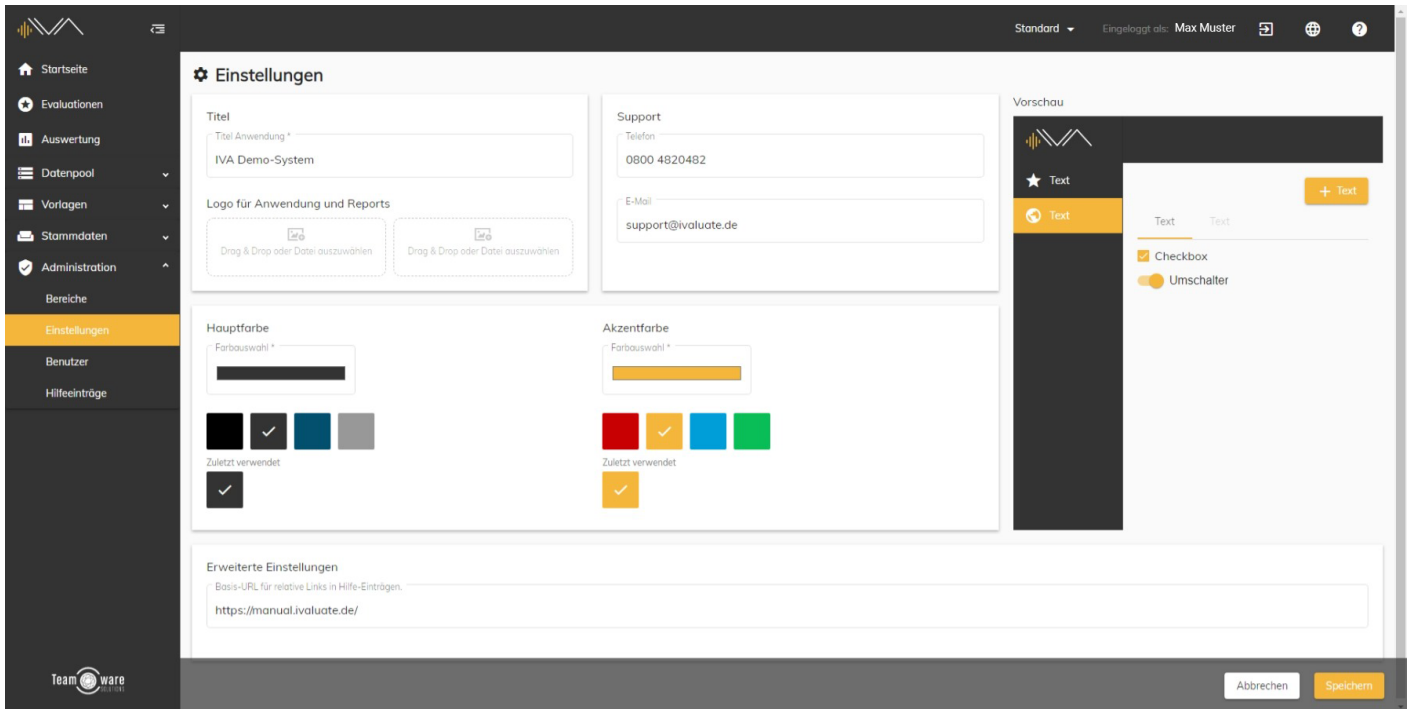 IVA
Standard
Eingeloggt als: Max Muster
Startseite
Evaluationen
Auswertung
Datenpool
Vorlagen
Stammdaten
Administration
Bereiche
Einstellungen
Benutzer
Hilfeeinträge
Team ware
SOLUTIONS
Einstellungen
Titel
Titel Anwendung *
IVA Demo-System
Logo für Anwendung und Reports
Drag & Drop oder Datei auszuwählen
Drag & Drop oder Datei auszuwählen
Support
Telefon
0800 4820482
E-Mail
support@ivaluate.de
Hauptfarbe
Farbauswahl *
Zuletzt verwendet
Akzentfarbe
Farbauswahl *
Zuletzt verwendet
Vorschau
IVA
Text
Text
+ Text
Text Text
Checkbox
Umschalter
Erweiterte Einstellungen
Basis-URL für relative Links in Hilfe-Einträgen.
https://manual.ivaluate.de/
Abbrechen
Speichern